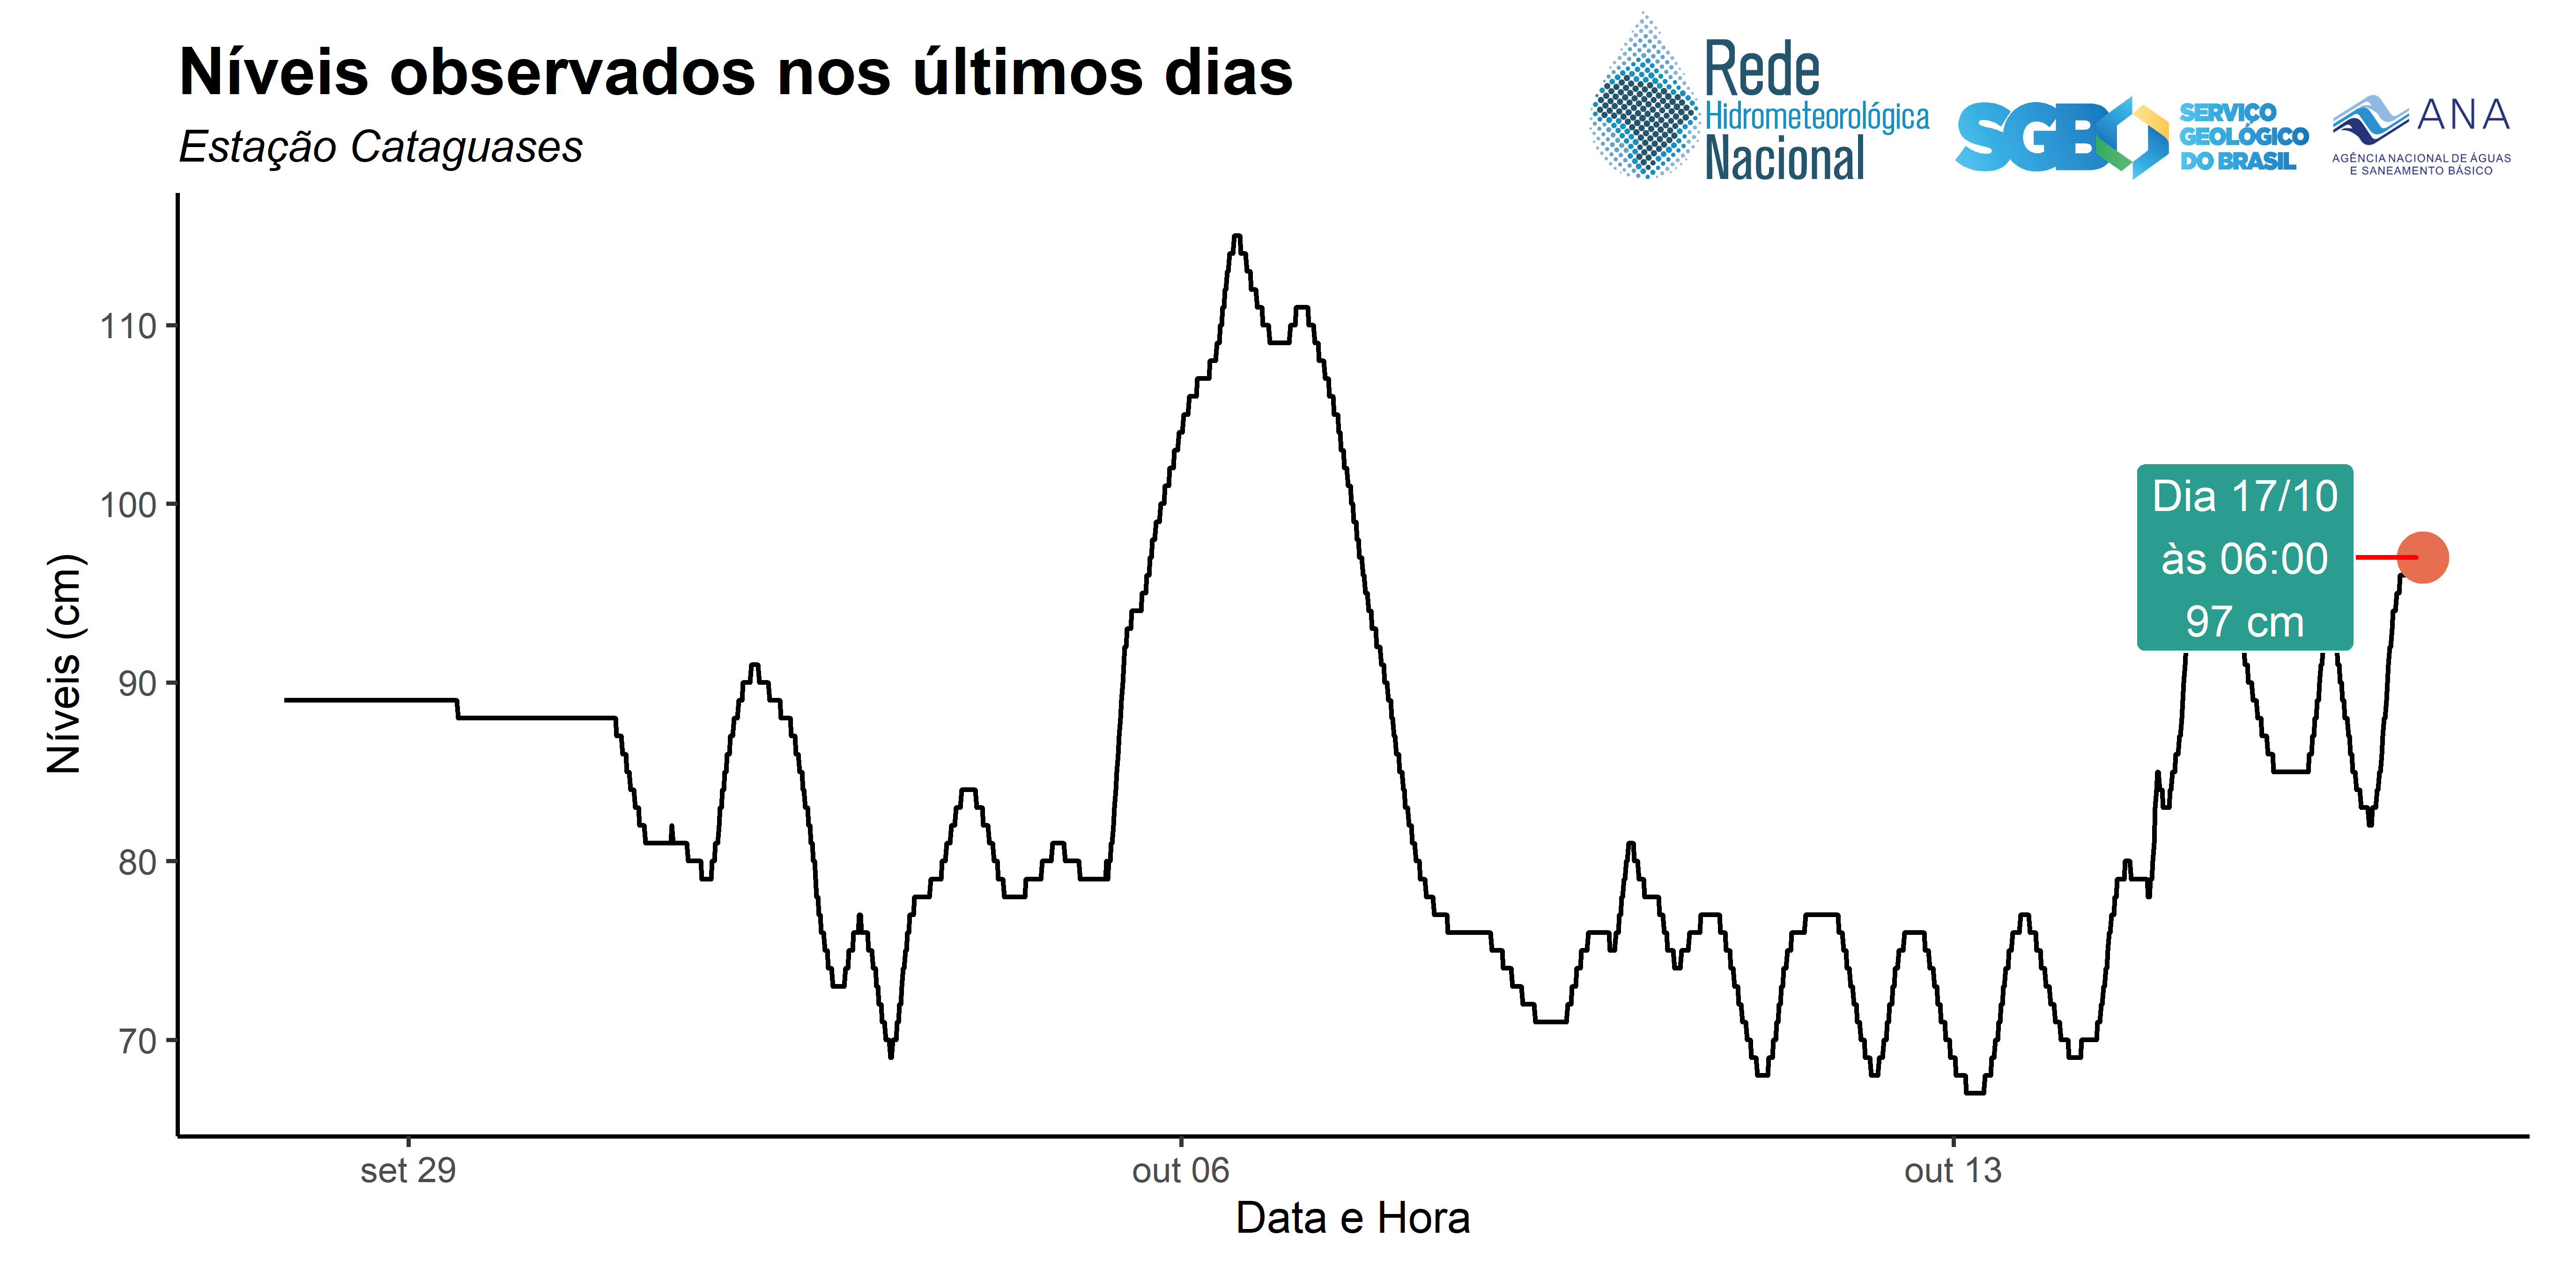 Níveis observados nos últimos dias
Estação Cataguases
Rede
Hidrometeorológica
Nacional
SGB
SERVIÇO
GEOLÓGICO
DO BRASIL
ANA
AGÊNCIA NACIONAL DE ÁGUAS
E SANEAMENTO BÁSICO
Níveis (cm)
110
100
90
80
70
Dia 17/10
às 06:00
97 cm
set 29
out 06
out 13
Data e Hora